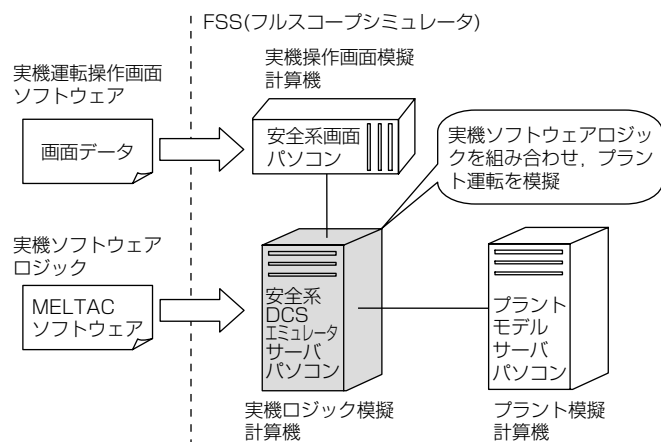 FSS(フルスコープシミュレータ)
実機運転操作画面
ソフトウェア
画面データ
実機操作画面模擬
計算機
安全系画面
パソコン
実機ソフトウェアロジッ
クを組み合わせ，プラン
ト運転を模擬
実機ソフトウェア
ロジック
MELTAC
ソフトウェア
安全系
DCS
エミュレータ
サーバ
パソコン
実機ロジック模擬
計算機
プラント
モデル
サーバ
パソコン
プラント模擬
計算機